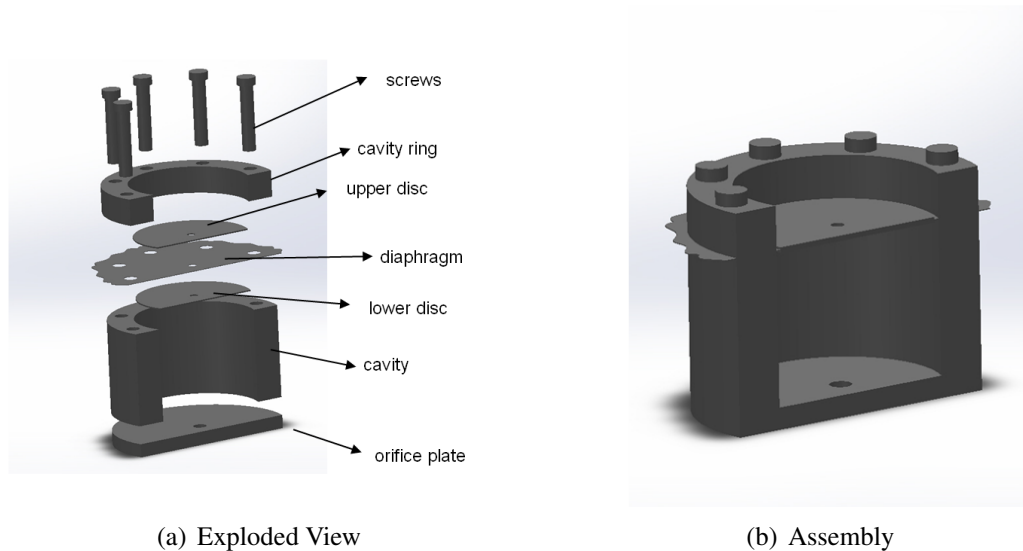 screws
cavity ring
upper disc
diaphragm
lower disc
cavity
orifice plate
(a) Exploded View
(b) Assembly